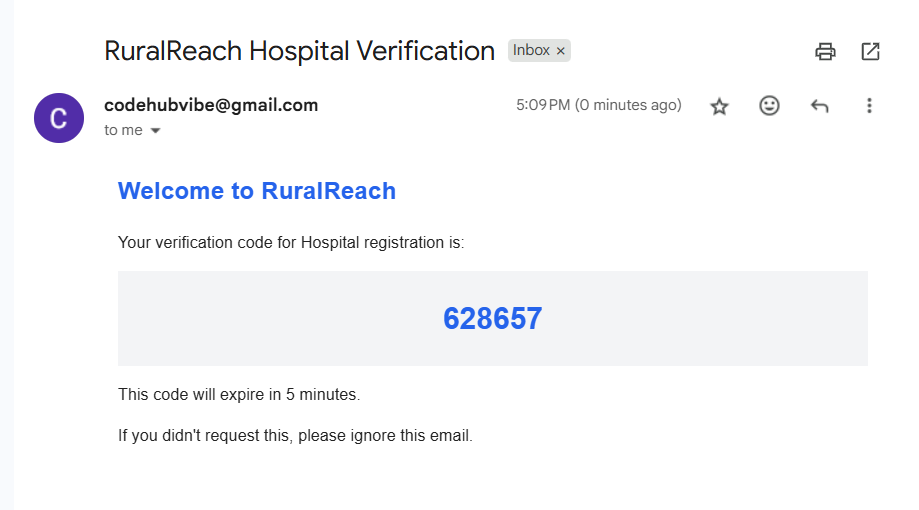 RuralReach Hospital Verification Inbox ×
C
codehubvibe@gmail.com 5:09 PM (0 minutes ago)
to me
Welcome to RuralReach
Your verification code for Hospital registration is:
628657
This code will expire in 5 minutes.
If you didn't request this, please ignore this email.